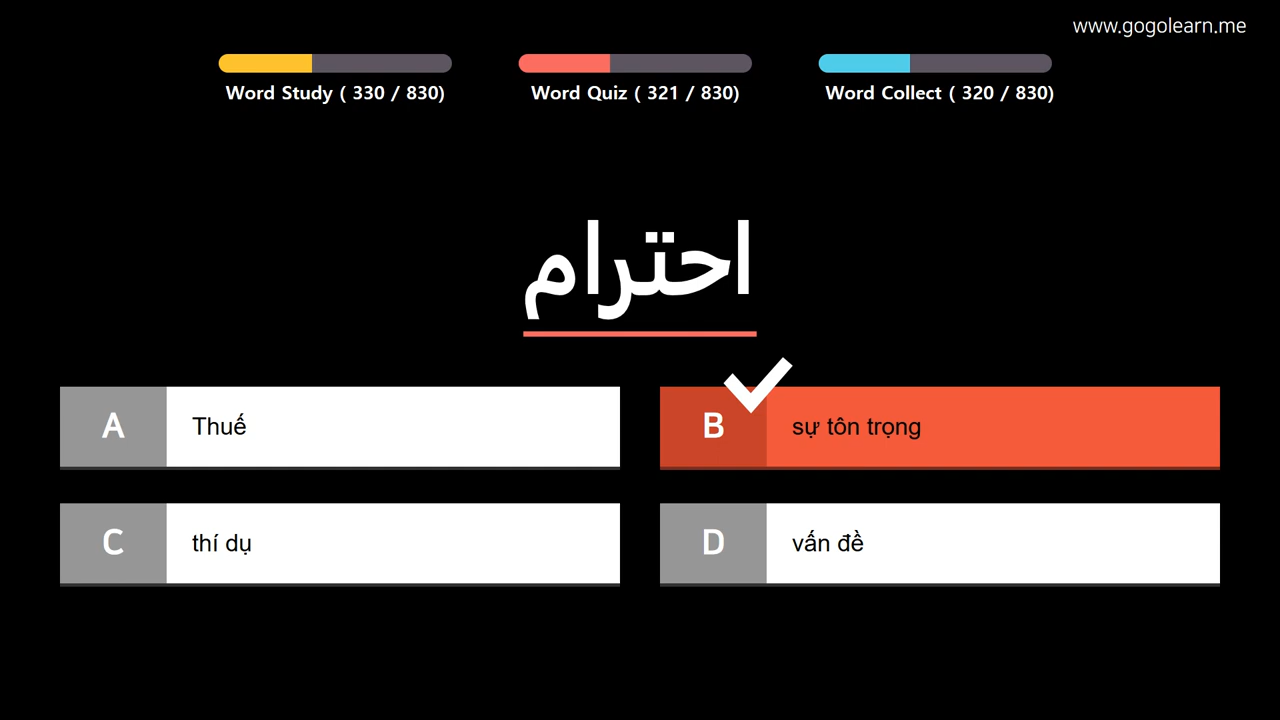 www.gogolearn.me
Word Study ( 330 / 830)
Word Quiz ( 321 / 830)
Word Collect ( 320 / 830)
احترام
A
Thuế
B
sự tôn trọng
C
thí dụ
D
vấn đề